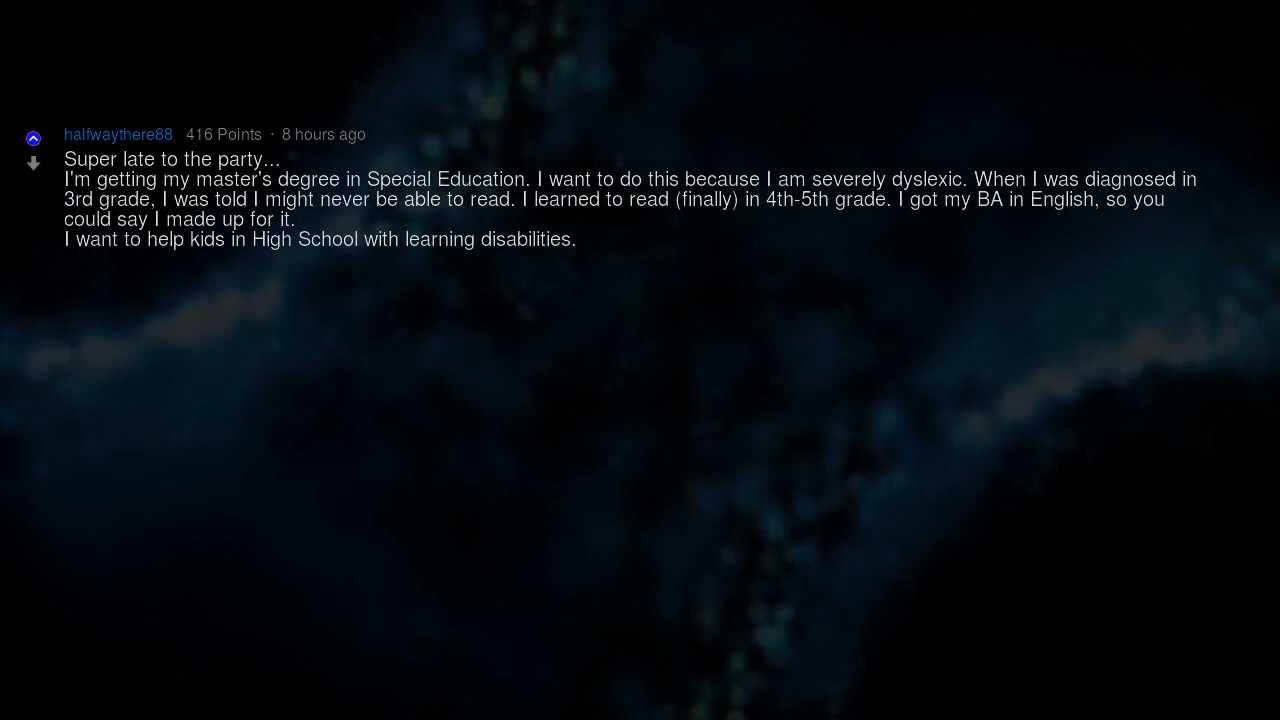 halfwaythere88 416 Points · 8 hours ago
Super late to the party...
I'm getting my master's degree in Special Education. I want to do this because I am severely dyslexic. When I was diagnosed in
3rd grade, I was told I might never be able to read. I learned to read (finally) in 4th-5th grade. I got my BA in English, so you
could say I made up for it.
I want to help kids in High School with learning disabilities.